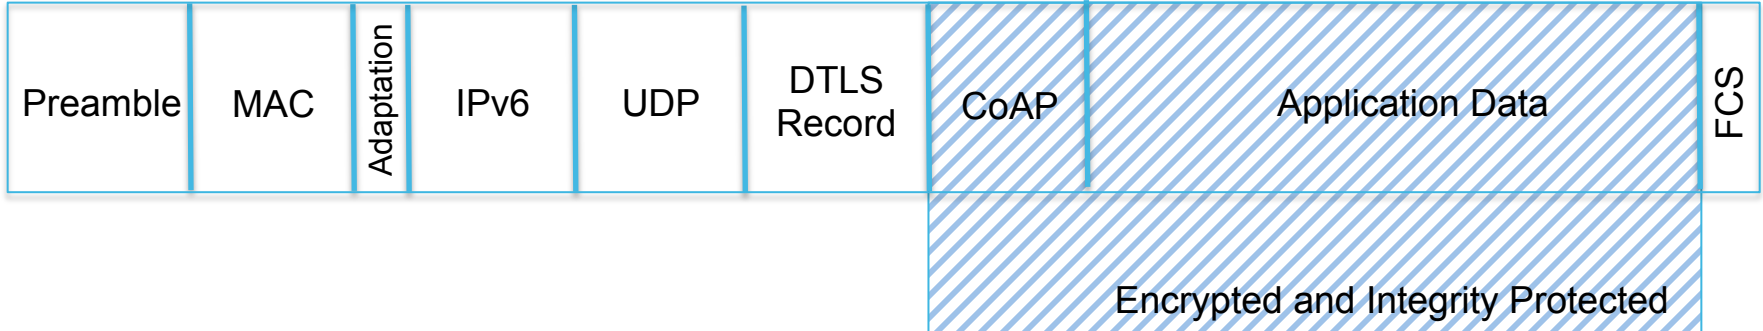 Preamble
MAC
Adaptation
IPv6
UDP
DTLS
Record
CoAP
Application Data
FCS
Encrypted and Integrity Protected